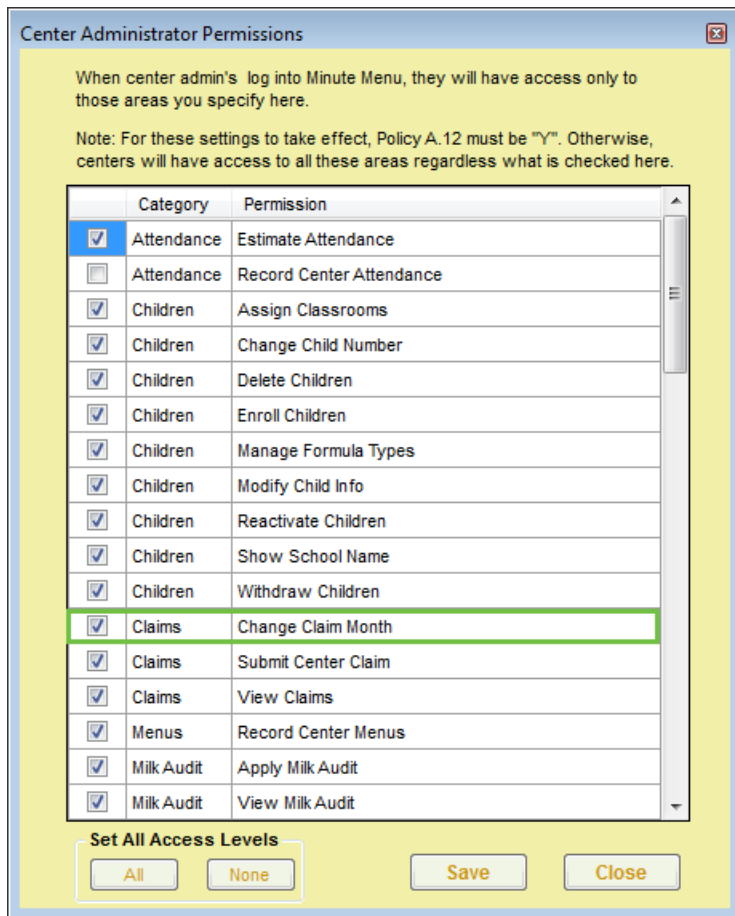 Center Administrator Permissions
When center admin's  log into Minute Menu, they will have access only to
those areas you specify here.
Note: For these settings to take effect, Policy A.12 must be "Y". Otherwise,
centers will have access to all these areas regardless what is checked here.
Category Permission
Attendance Estimate Attendance
Attendance Record Center Attendance
Children Assign Classrooms
Children Change Child Number
Children Delete Children
Children Enroll Children
Children Manage Formula Types
Children Modify Child Info
Children Reactivate Children
Children Show School Name
Children Withdraw Children
Claims Change Claim Month
Claims Submit Center Claim
Claims View Claims
Menus Record Center Menus
Milk Audit Apply Milk Audit
Milk Audit View Milk Audit
Set All Access Levels
All None Save Close